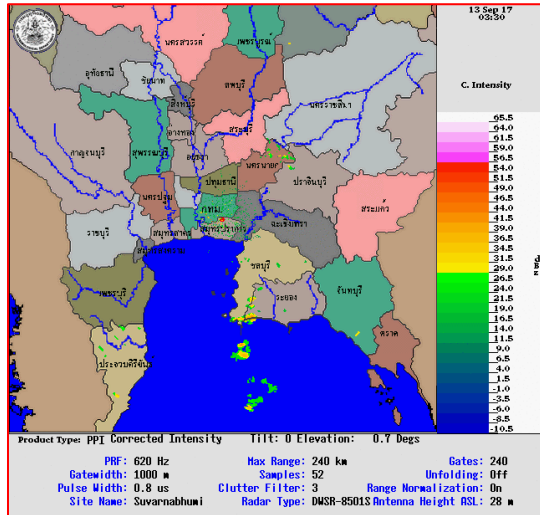 13 Sep 17
03:30
C. Intensity
65.5
64.0
61.5
59.0
56.5
54.0
51.5
49.0
46.5
44.0
41.5
39.0
36.5
34.0
31.5
29.0
26.5
24.0
21.5
19.0
16.5
14.0
11.5
9.0
6.5
4.0
1.5
-1.0
-3.5
-6.0
-8.5
-10.5
นครสวรรค์
เพชรบูรณ์
อุทัยธานี
ชัยนาท
ลพบุรี
สิงห์บุรี
นครราชสีมา
อ่างทอง
สระบุรี
กาญจนบุรี
สุพรรณบุรี
อยุธยา
นครนายก
ปราจีนบุรี
ปทุมธานี
นครปฐม
กทม.
สระแก้ว
ราชบุรี
สมุทรสาคร
สมุทรปราการ
ฉะเชิงเทรา
สมุทรสงคราม
ชลบุรี
เพชรบุรี
ระยอง
จันทบุรี
ตราด
ประจวบคีรีขันธ์
Product Type: PPI Corrected Intensity Tilt: 0 Elevation: 0.7 Degs
PRF: 620 Hz Max Range: 240 km Gates: 240
Gatewidth: 1000 m Samples: 52 Unfolding: Off
Pulse Width: 0.8 us Clutter Filter: 3 Range Normalization: On
Site Name: Suvarnabhumi Radar Type: DWSR-8501S Antenna Height ASL: 28 m